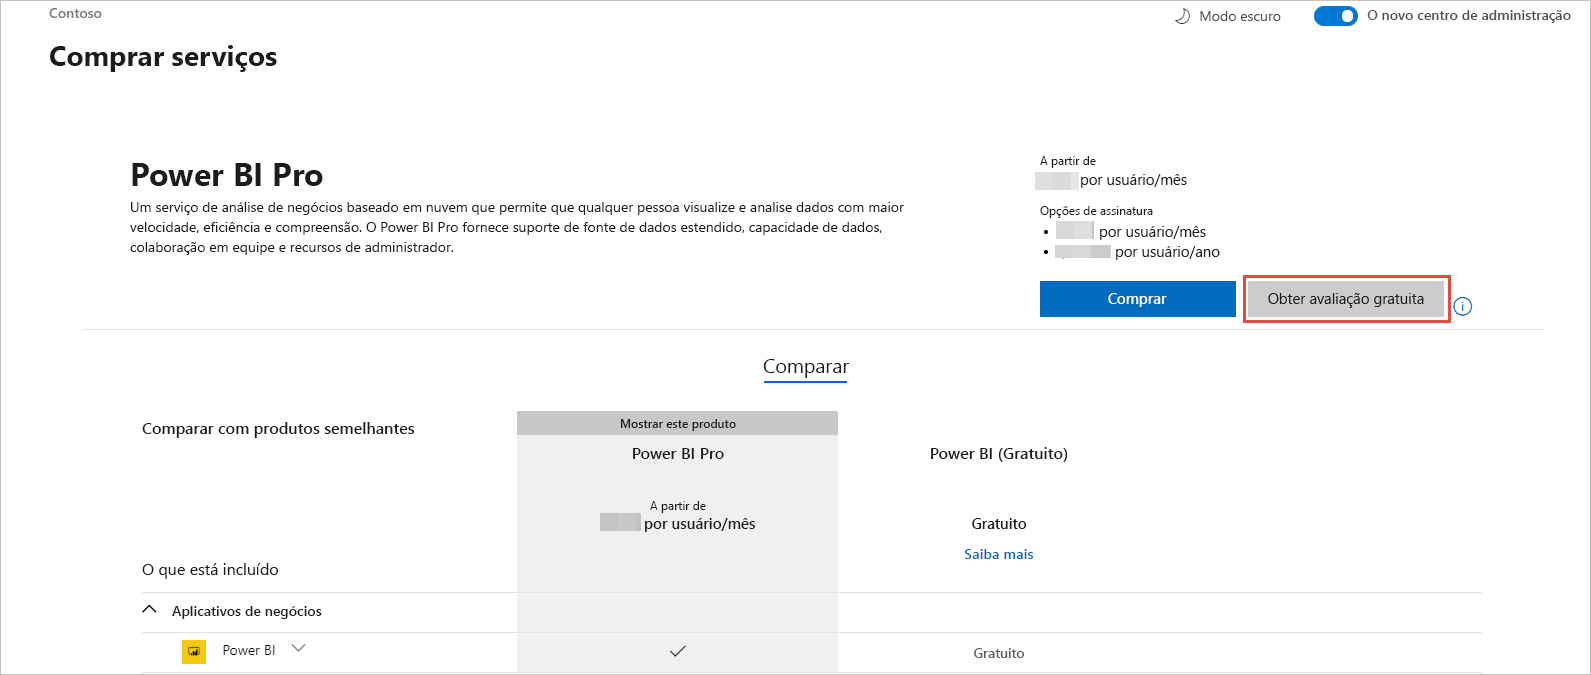 Contoso
Modo escuro
O novo centro de administração
Comprar serviços
Power BI Pro
Um serviço de análise de negócios baseado em nuvem que permite que qualquer pessoa visualize e analise dados com maior
velocidade, eficiência e compreensão. O Power BI Pro fornece suporte de fonte de dados estendido, capacidade de dados,
colaboração em equipe e recursos de administrador.
A partir de
por usuário/mês
Opções de assinatura
• por usuário/mês
• por usuário/ano
Comprar
Obter avaliação gratuita
Comparar
Comparar com produtos semelhantes
Mostrar este produto
Power BI Pro
Power BI (Gratuito)
A partir de
por usuário/mês
Gratuito
Saiba mais
O que está incluído
Aplicativos de negócios
Power BI
Gratuito